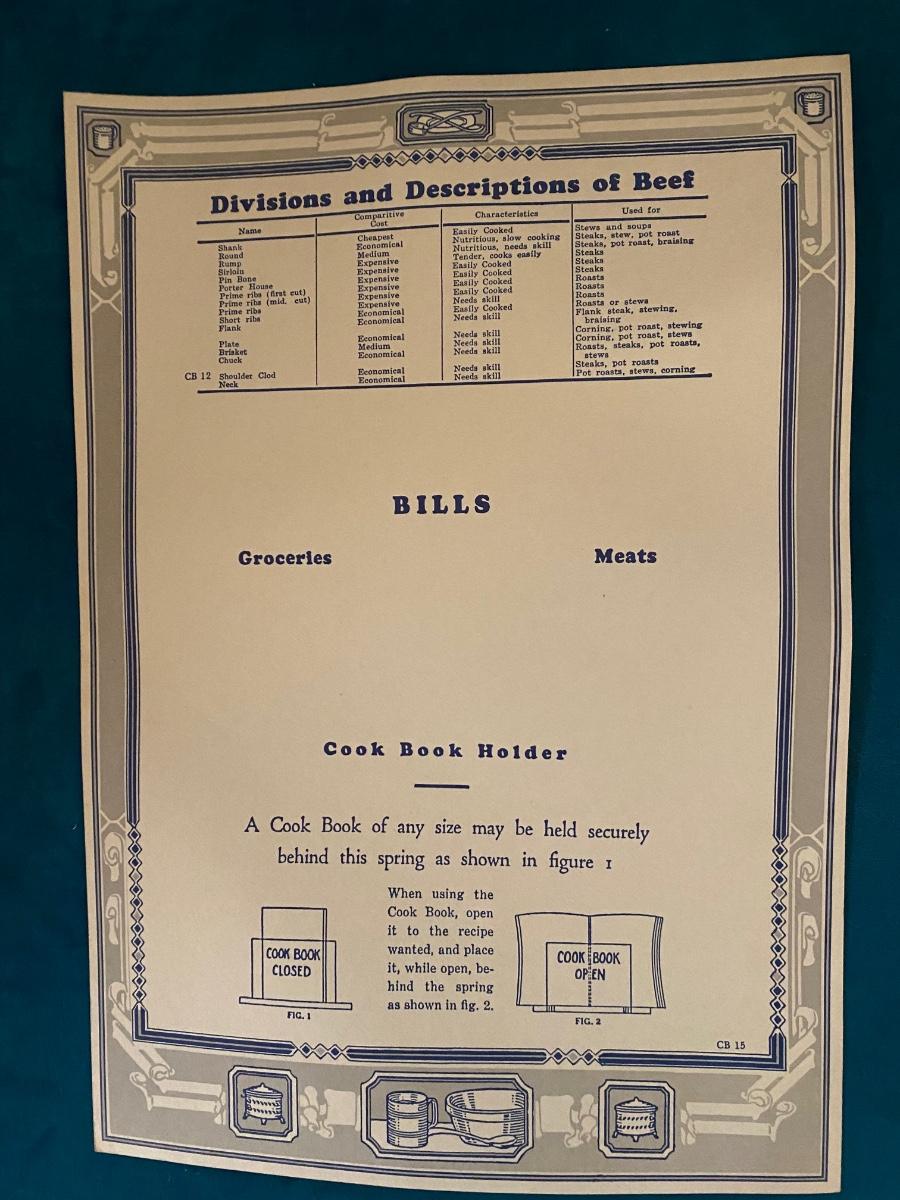 Divisions and Descriptions of Beef
Name Comparitive Cost Characteristics Used for
Shank Cheapest Easily Cooked Stews and soups
Round Economical Nutritious, slow cooking Steaks, stew, pot roast
Rump Medium Nutritious, needs skill Steaks, pot roast, braising
Sirloin Expensive Tender, cooks easily Steaks
Pin Bone Expensive Easily Cooked Steaks
Porter House Expensive Easily Cooked Steaks
Prime ribs (first cut) Expensive Easily Cooked Roasts
Prime ribs (mid. cut) Expensive Easily Cooked Roasts
Prime ribs Expensive Needs skill Roasts
Short ribs Economical Easily Cooked Roasts or stews
Flank Economical Needs skill Flank steak, stewing,
braising
Plate Economical Needs skill Corning, pot roast, stewing
Brisket Medium Needs skill Corning, pot roast, stews
Chuck Economical Needs skill Roasts, steaks, pot roasts,
stews
CB 12 Shoulder Clod Economical Needs skill Steaks, pot roasts
Neck Economical Needs skill Pot roasts, stews, corning
BILLS
Groceries Meats
Cook Book Holder
A Cook Book of any size may be held securely
behind this spring as shown in figure 1
COOK BOOK
CLOSED
FIG. 1
When using the
Cook Book, open
it to the recipe
wanted, and place
it, while open, be-
hind the spring
as shown in fig. 2.
COOK BOOK
OPEN
FIG. 2
CB 15